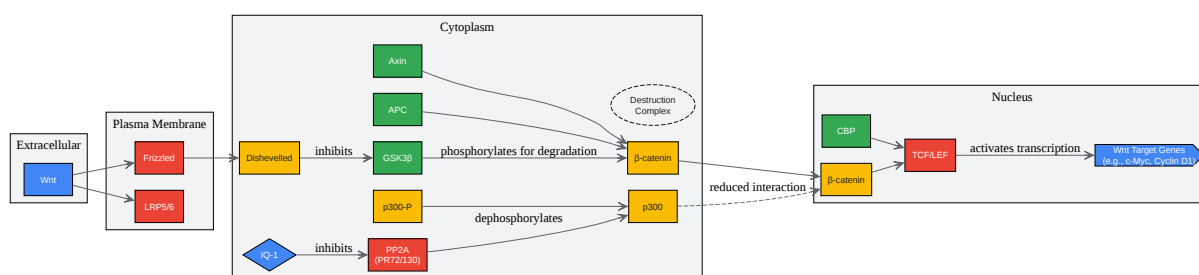 Extracellular
Wnt
Plasma Membrane
Frizzled
LRP5/6
Cytoplasm
Axin
APC
Dishevelled
inhibits
GSK3β
phosphorylates for degradation
Destruction
Complex
β-catenin
p300-P
p300
dephosphorylates
IQ-1
inhibits
PP2A
(PR72/130)
reduced interaction
Nucleus
CBP
β-catenin
TCF/LEF
activates transcription
Wnt Target Genes
(e.g., c-Myc, Cyclin D1)